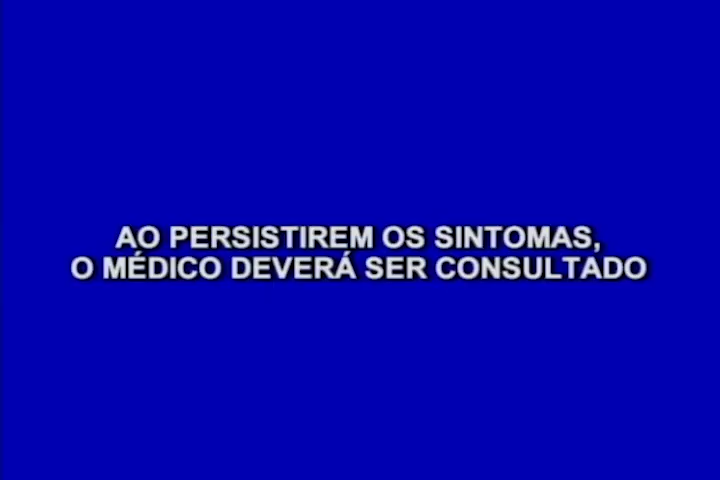 AO PERSISTIREM OS SINTOMAS,
O MÉDICO DEVERÁ SER CONSULTADO